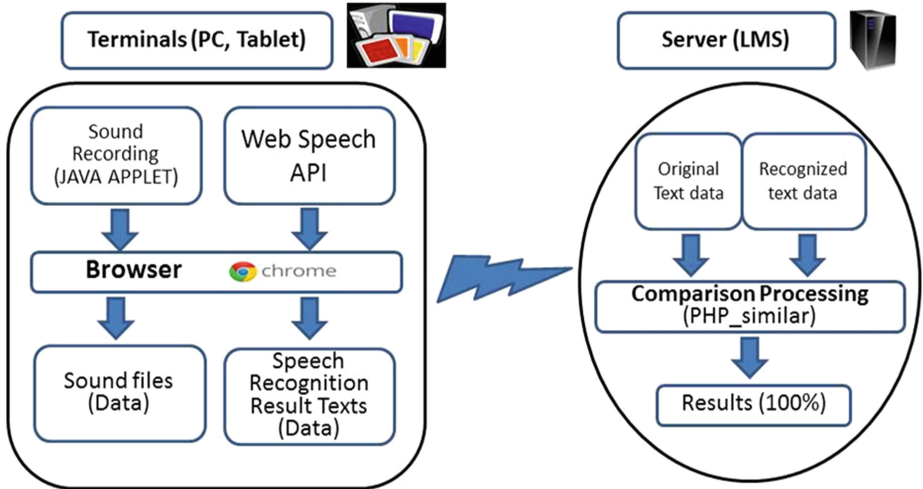 Terminals (PC, Tablet)
Server (LMS)
Sound
Recording
(JAVA APPLET)
Web Speech
API
Browser
chrome
Sound files
(Data)
Speech
Recognition
Result Texts
(Data)
Original
Text data
Recognized
text data
Comparison Processing
(PHP_similar)
Results (100%)